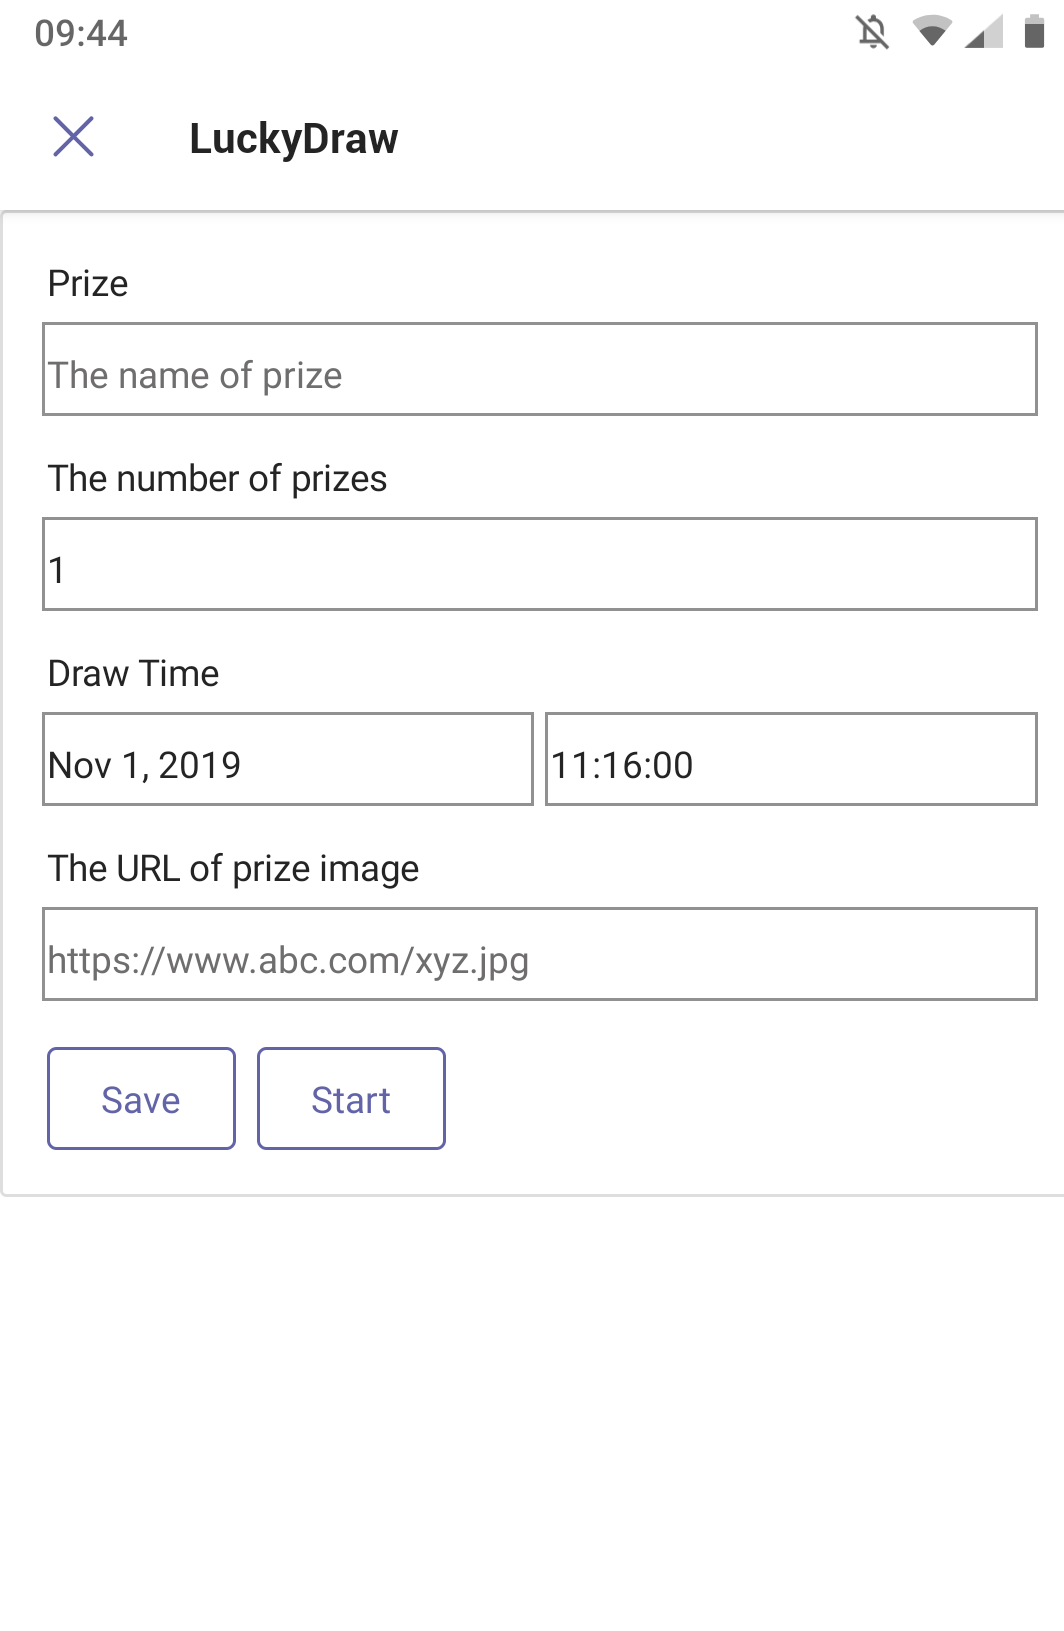 09:44
LuckyDraw
Prize
The name of prize
The number of prizes
1
Draw Time
Nov 1, 2019 11:16:00
The URL of prize image
https://www.abc.com/xyz.jpg
Save Start